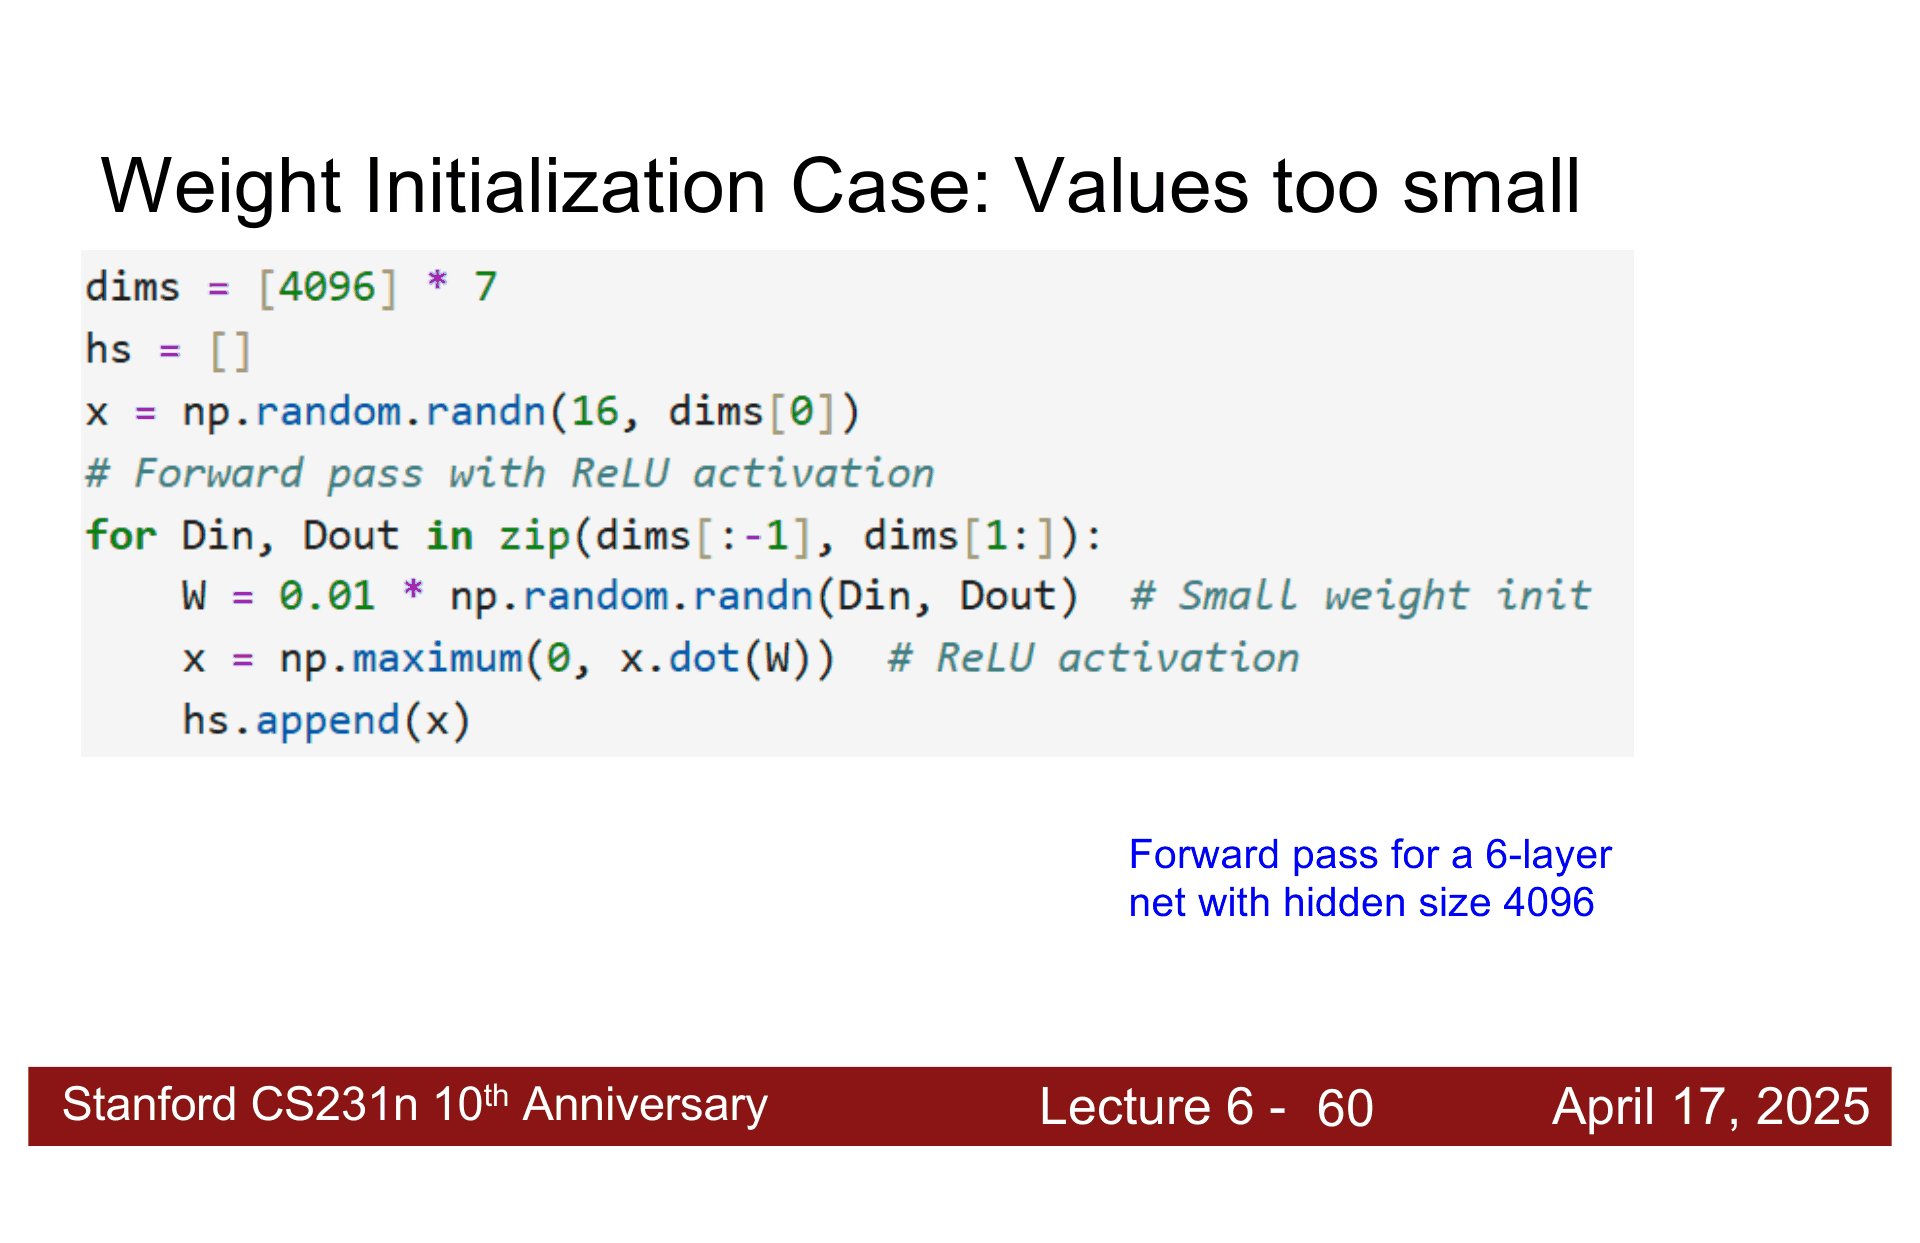 Weight Initialization Case: Values too small
dims = [4096] * 7
hs = []
x = np.random.randn(16, dims[0])
# Forward pass with ReLU activation
for Din, Dout in zip(dims[:-1], dims[1:]):
    W = 0.01 * np.random.randn(Din, Dout)  # Small weight init
    x = np.maximum(0, x.dot(W))  # ReLU activation
    hs.append(x)
Forward pass for a 6-layer
net with hidden size 4096
Stanford CS231n 10th Anniversary Lecture 6 - 60 April 17, 2025